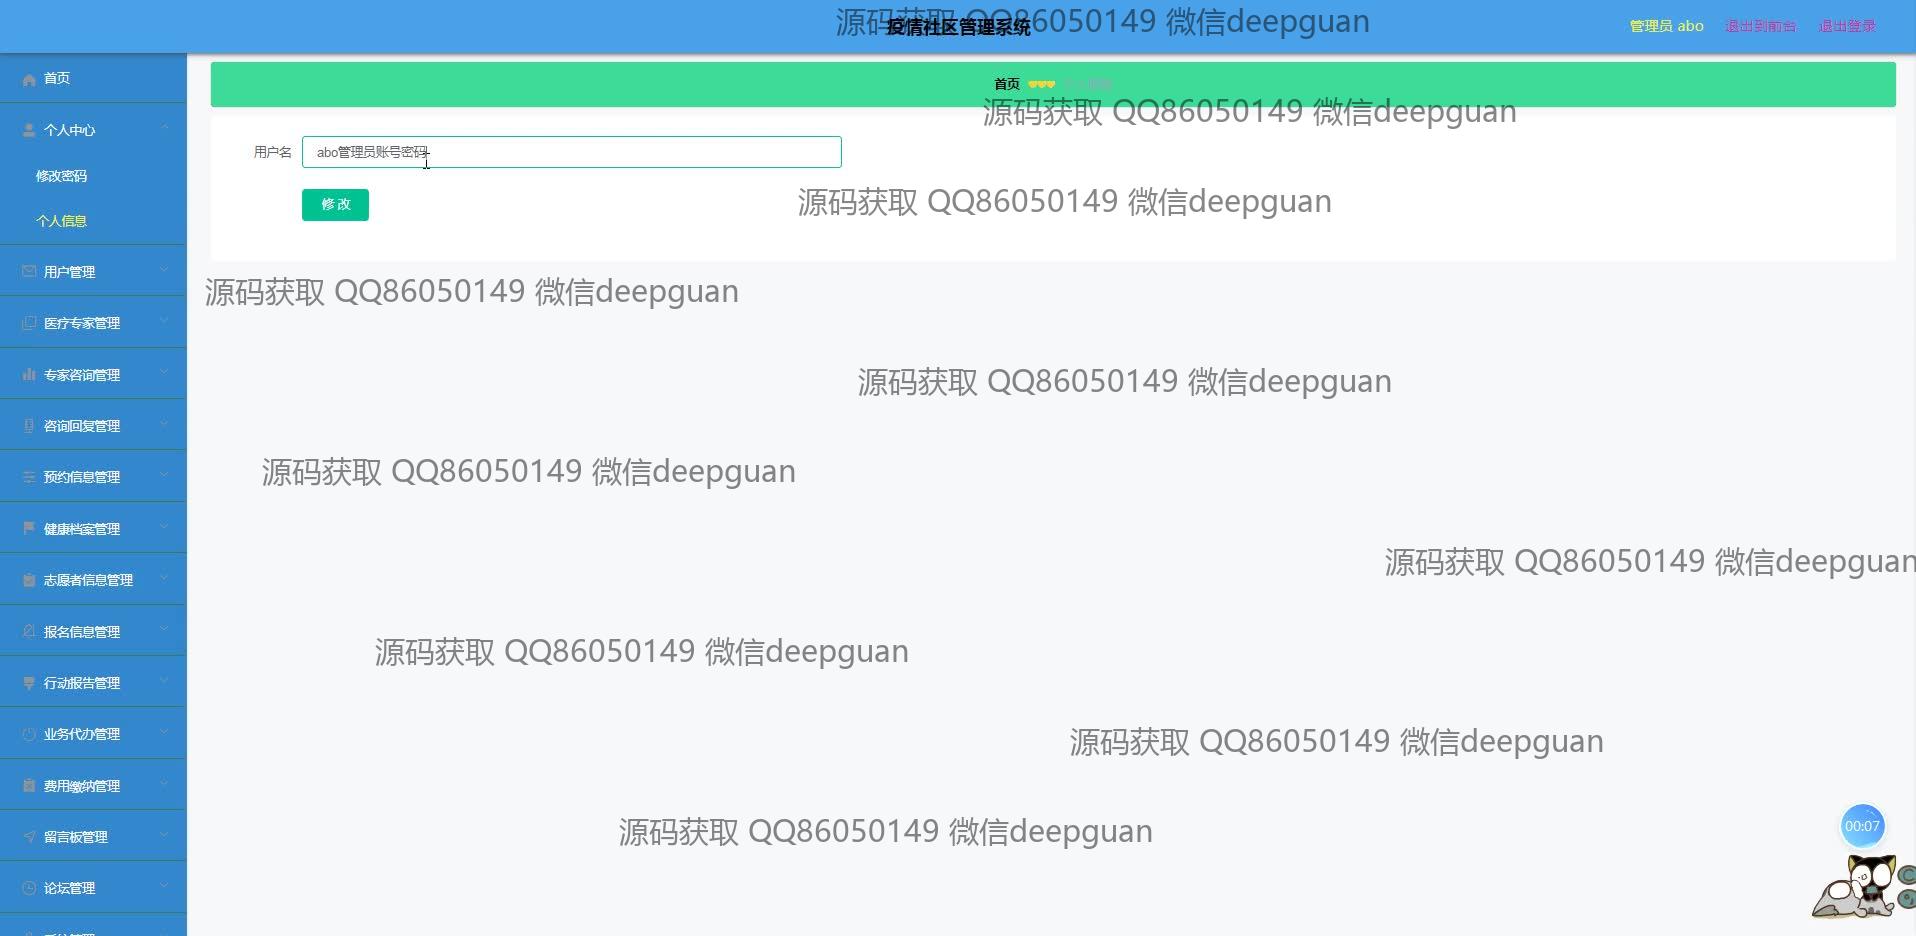 疫情社区管理系统
源码获取 QQ86050149 微信deepguan
管理员 abo
退出到前台
退出登录
首页
个人中心
修改密码
个人信息
用户管理
医疗专家管理
专家咨询管理
咨询回复管理
预约信息管理
健康档案管理
志愿者信息管理
报名信息管理
行动报告管理
业务代办管理
费用缴纳管理
留言板管理
论坛管理
首页
个人信息
源码获取 QQ86050149 微信deepguan
用户名
abo管理员账号密码
修改
源码获取 QQ86050149 微信deepguan
源码获取 QQ86050149 微信deepguan
源码获取 QQ86050149 微信deepguan
源码获取 QQ86050149 微信deepguan
源码获取 QQ86050149 微信deepguan
源码获取 QQ86050149 微信deepguan
源码获取 QQ86050149 微信deepguan
源码获取 QQ86050149 微信deepguan
00:07